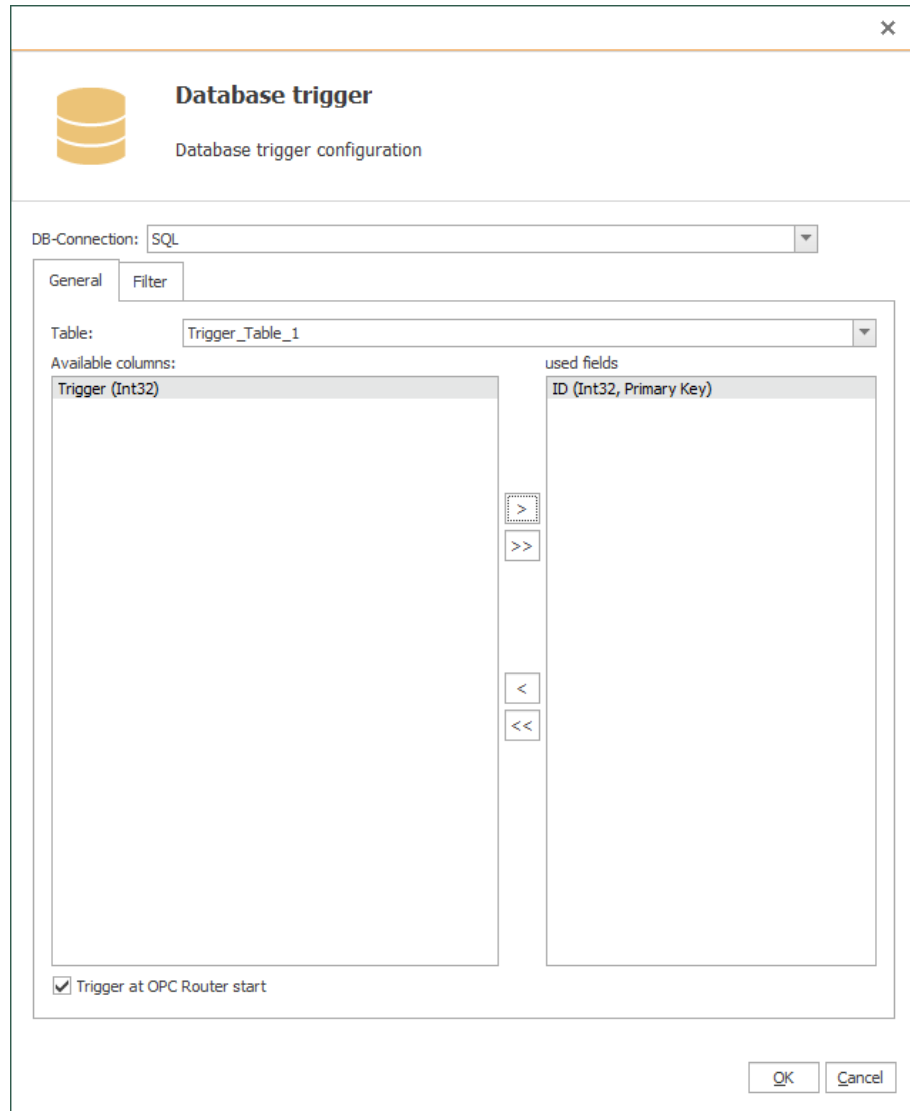 Database trigger
Database trigger configuration
DB-Connection: SQL
General Filter
Table: Trigger_Table_1
Available columns: used fields
Trigger (Int32) ID (Int32, Primary Key)
>
>>
<
<<
Trigger at OPC Router start
OK Cancel